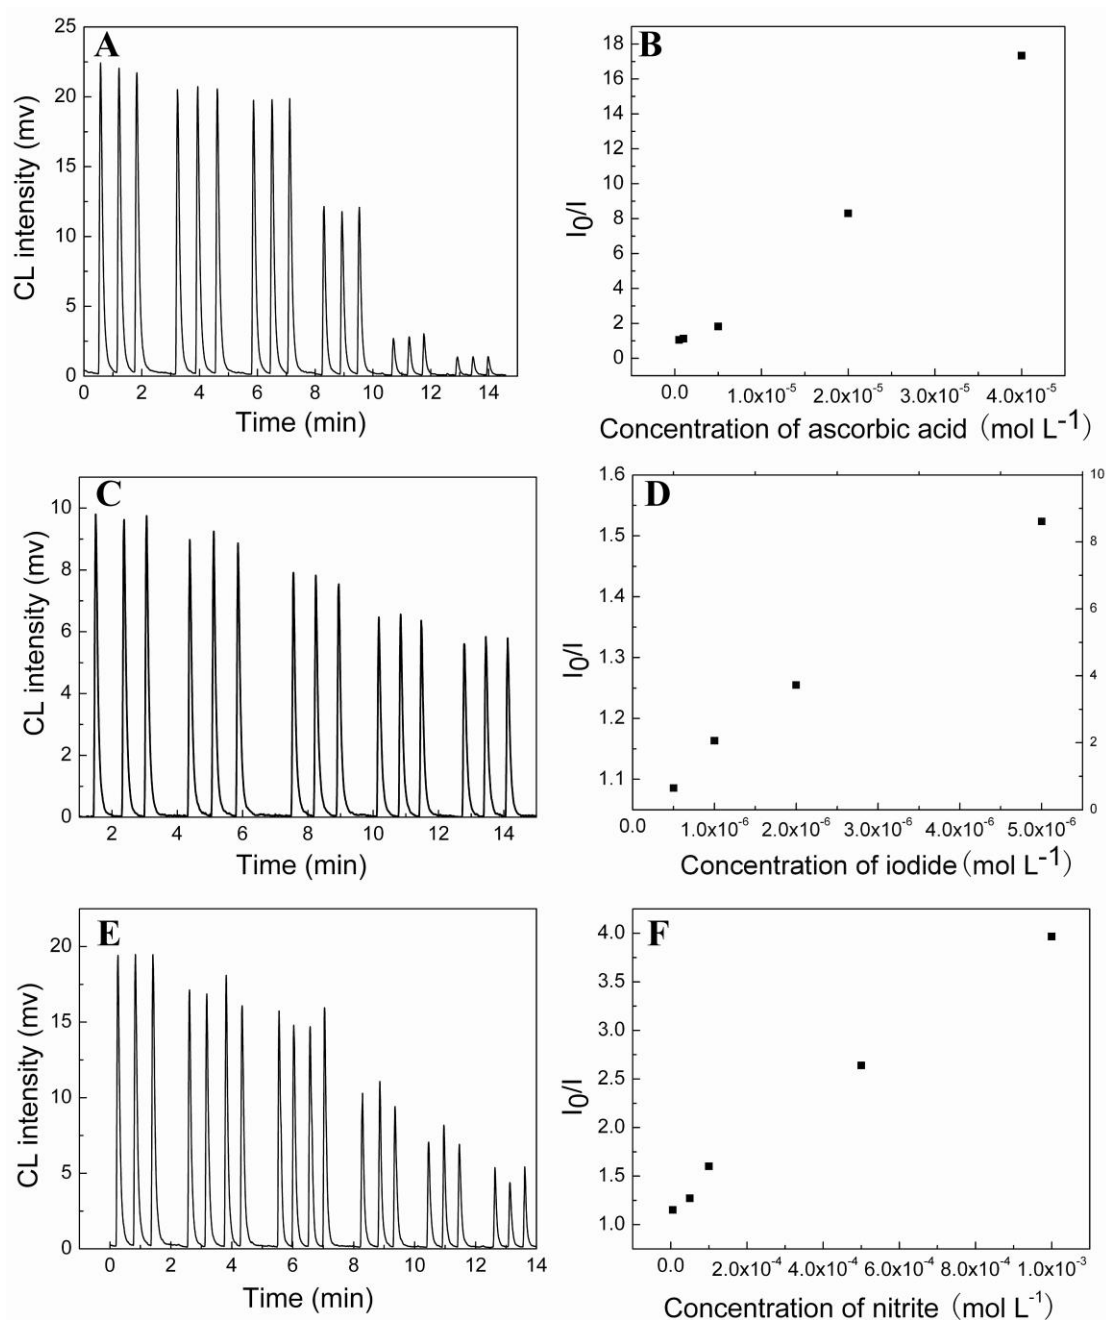 A
CL intensity (mv)
25
20
15
10
5
0
0 2 4 6 8 10 12 14
Time (min)
B
I0/I
18
16
14
12
10
8
6
4
2
0
0.0 1.0x10-5 2.0x10-5 3.0x10-5 4.0x10-5
Concentration of ascorbic acid (mol L-1)
C
CL intensity (mv)
10
8
6
4
2
0
2 4 6 8 10 12 14
Time (min)
D
I0/I
1.6
1.5
1.4
1.3
1.2
1.1
10
8
6
4
2
0
0.0 1.0x10-6 2.0x10-6 3.0x10-6 4.0x10-6 5.0x10-6
Concentration of iodide (mol L-1)
E
CL intensity (mv)
20
15
10
5
0
0 2 4 6 8 10 12 14
Time (min)
F
I0/I
4.0
3.5
3.0
2.5
2.0
1.5
1.0
0.0 2.0x10-4 4.0x10-4 6.0x10-4 8.0x10-4 1.0x10-3
Concentration of nitrite (mol L-1)